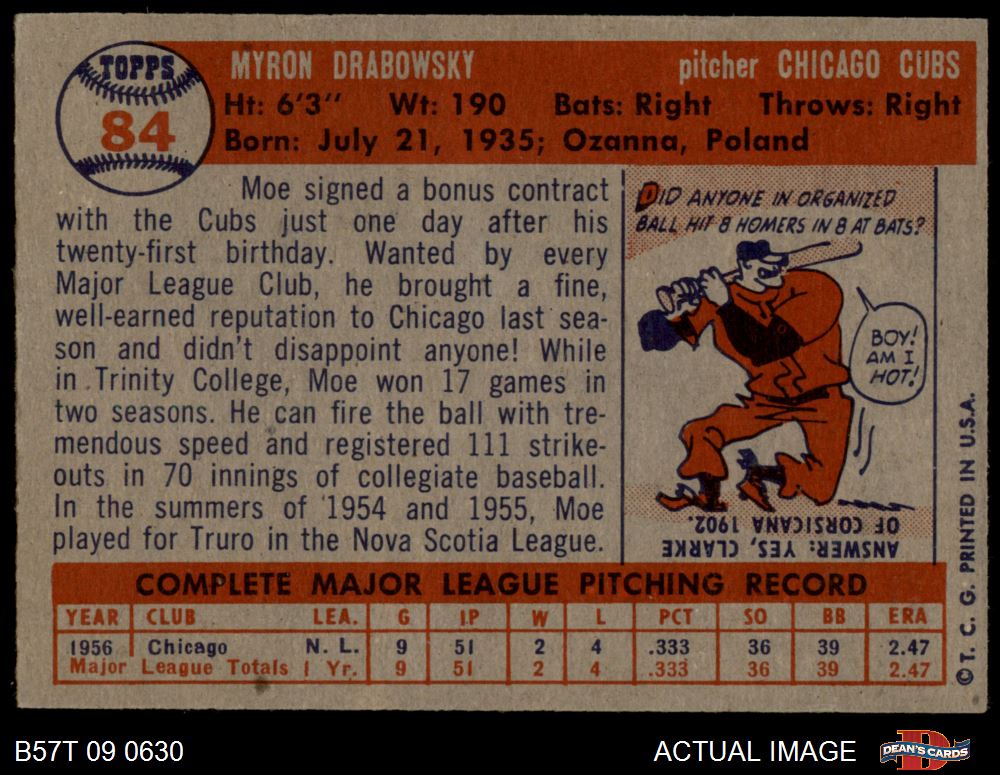 TOPPS
84
MYRON DRABOWSKY pitcher CHICAGO CUBS
Ht: 6'3" Wt: 190 Bats: Right Throws: Right
Born: July 21, 1935; Ozanna, Poland
Moe signed a bonus contract
with the Cubs just one day after his
twenty-first birthday. Wanted by every
Major League Club, he brought a fine,
well-earned reputation to Chicago last sea-
son and didn't disappoint anyone! While
in Trinity College, Moe won 17 games in
two seasons. He can fire the ball with tre-
mendous speed and registered 111 strike-
outs in 70 innings of collegiate baseball.
In the summers of 1954 and 1955, Moe
played for Truro in the Nova Scotia League.
DID ANYONE IN ORGANIZED
BALL HIT 8 HOMERS IN 8 AT BATS?
BOY!
AM I
HOT!
ANSWER: YES, CLARKE
OF CORSICANA 1902.
COMPLETE MAJOR LEAGUE PITCHING RECORD
YEAR CLUB LEA. G IP W L PCT SO BB ERA
1956 Chicago N. L. 9 51 2 4 .333 36 39 2.47
Major League Totals 1 Yr. 9 51 2 4 .333 36 39 2.47
© T. C. G. PRINTED IN U.S.A.
B57T 09 0630 ACTUAL IMAGE D DEAN'S CARDS